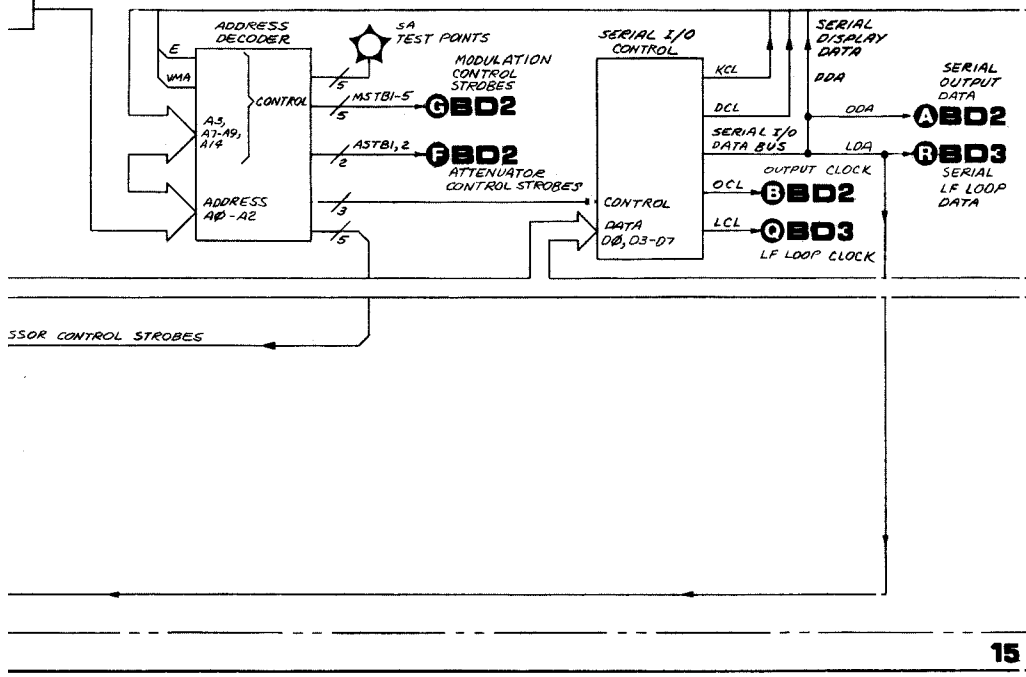 ADDRESS
DECODER
E
VMA
CONTROL
A3,
A7-A9,
A14
ADDRESS
AØ-A2
SA
TEST POINTS
5
MODULATION
CONTROL
STROBES
MSTB1-5
5
G BD2
ASTB1,2
2
F BD2
ATTENUATOR
CONTROL STROBES
3
5
SERIAL I/O
CONTROL
CONTROL
DATA
DØ, D3-D7
KCL
DCL
SERIAL I/O
DATA BUS
OCL
LCL
SERIAL
DISPLAY
DATA
DDA
SERIAL
OUTPUT
DATA
ODA
A BD2
LDA
R BD3
SERIAL
LF LOOP
DATA
OUTPUT CLOCK
B BD2
Q BD3
LF LOOP CLOCK
SSOR CONTROL STROBES
15